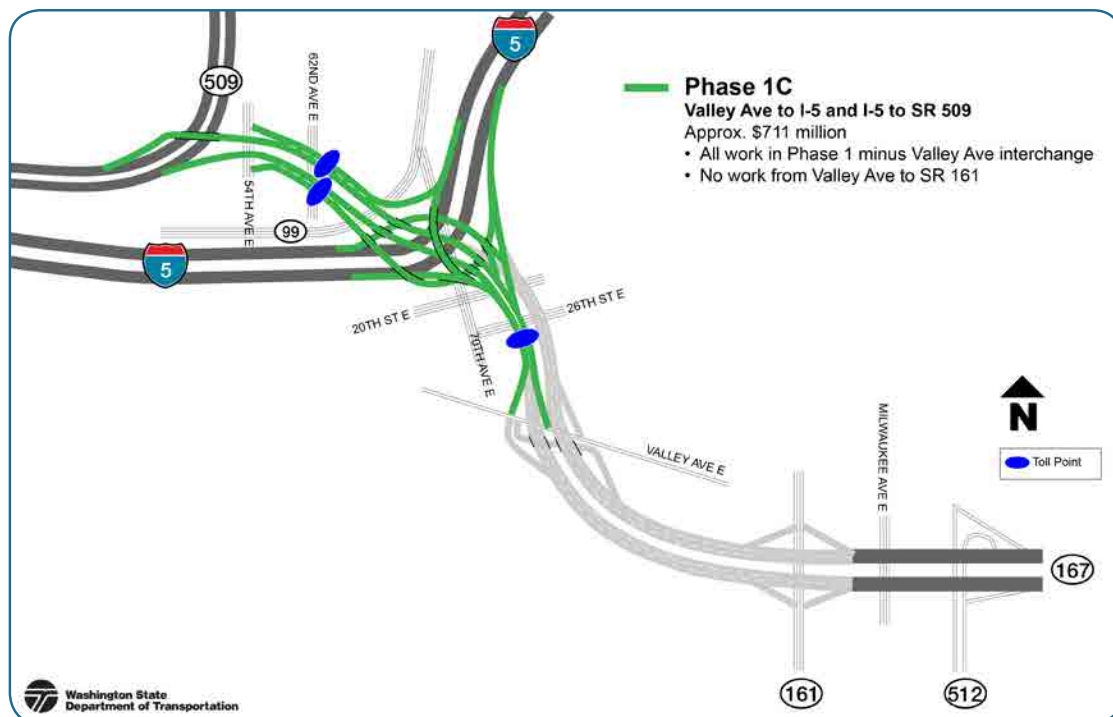 5
509
62ND AVE E
Phase 1C
Valley Ave to I-5 and I-5 to SR 509
Approx. $711 million
• All work in Phase 1 minus Valley Ave interchange
• No work from Valley Ave to SR 161
54TH AVE E
99
5
20TH ST E
26TH ST E
70TH AVE E
N
Toll Point
VALLEY AVE E
MILWAUKEE AVE E
167
161
512
Washington State
Department of Transportation